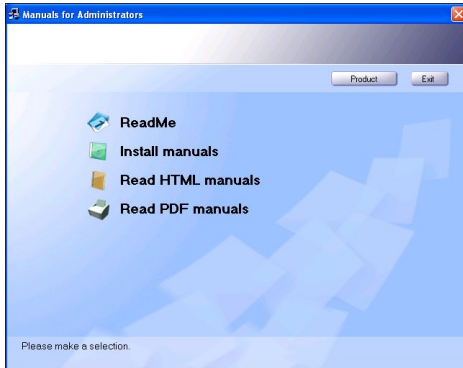 Manuals for Administrators
Product Exit
ReadMe
Install manuals
Read HTML manuals
Read PDF manuals
Please make a selection.